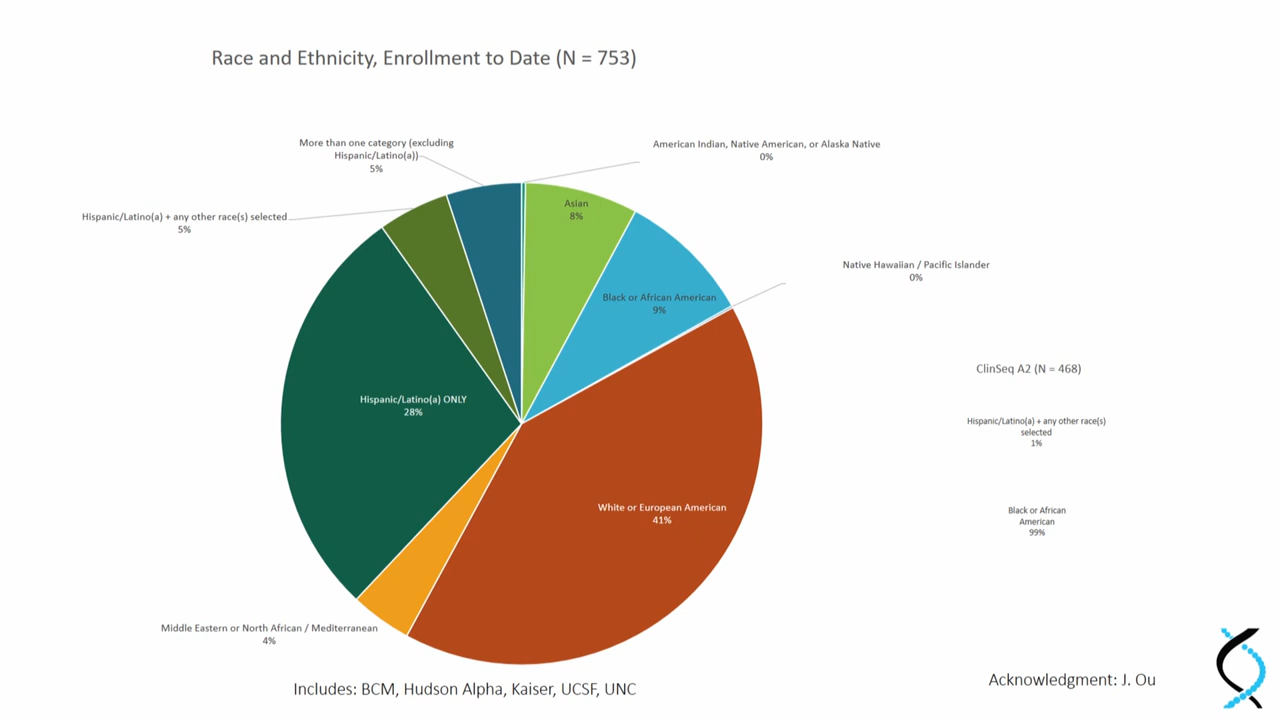 Race and Ethnicity, Enrollment to Date (N = 753)
More than one category (excluding
Hispanic/Latino(a))
5%
American Indian, Native American, or Alaska Native
0%
Hispanic/Latino(a) + any other race(s) selected
5%
Asian
8%
Black or African American
9%
Native Hawaiian / Pacific Islander
0%
Hispanic/Latino(a) ONLY
28%
White or European American
41%
Middle Eastern or North African / Mediterranean
4%
ClinSeq A2 (N = 468)
Hispanic/Latino(a) + any other race(s)
selected
1%
Black or African
American
99%
Includes: BCM, Hudson Alpha, Kaiser, UCSF, UNC
Acknowledgment: J. Ou